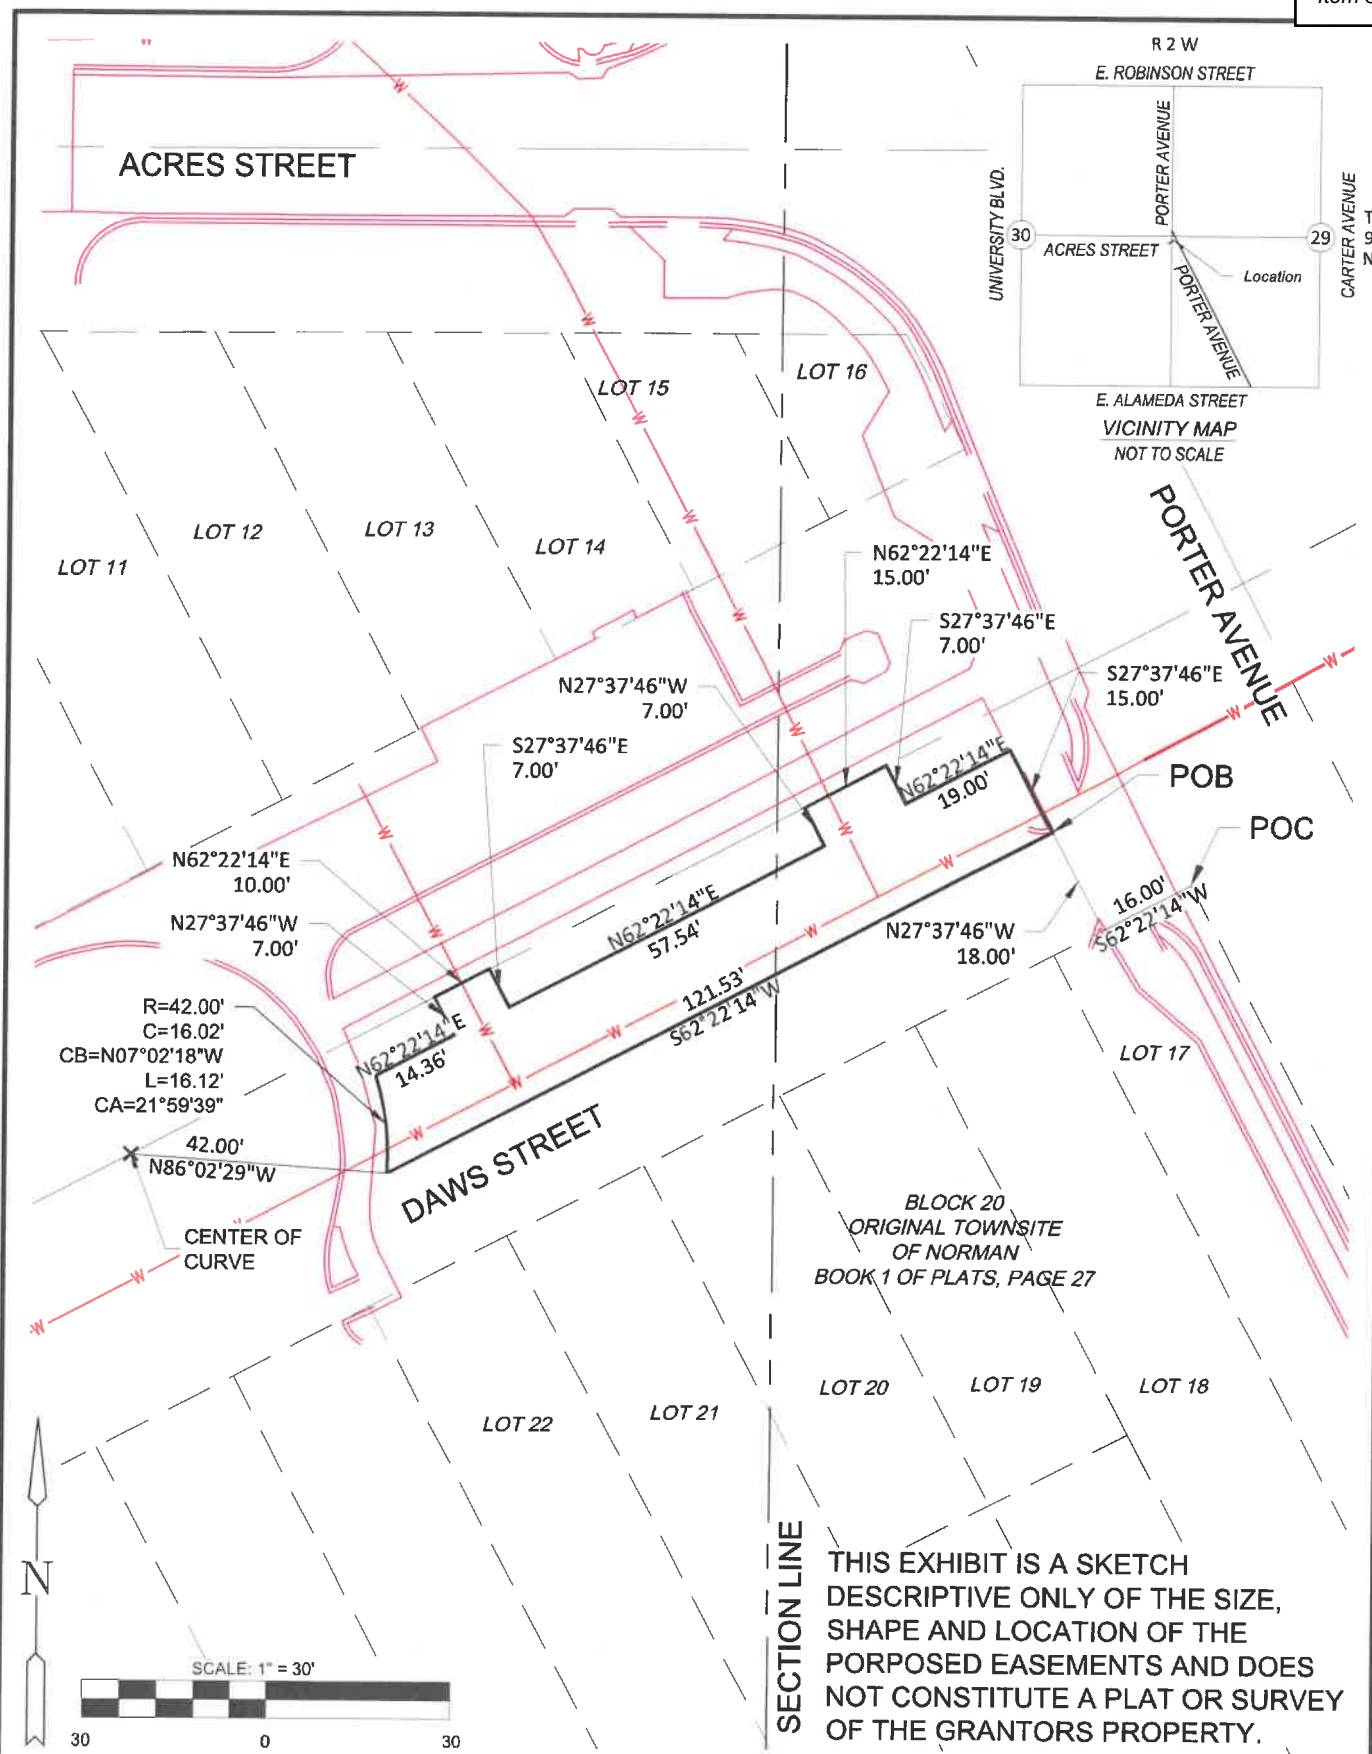 Item
R 2 W
E. ROBINSON STREET
PORTER AVENUE
UNIVERSITY BLVD.
30
29
CARTER AVENUE
T
9
N
ACRES STREET
Location
PORTER AVENUE
E. ALAMEDA STREET
VICINITY MAP
NOT TO SCALE
ACRES STREET
W
W
LOT 15
LOT 16
W
LOT 12
LOT 13
LOT 14
LOT 11
W
PORTER AVENUE
N62°22'14"E
15.00'
W
S27°37'46"E
7.00'
S27°37'46"E
15.00'
W
N27°37'46"W
7.00'
W
W
S27°37'46"E
7.00'
N62°22'14"E
19.00'
POB
W
W
W
POC
N62°22'14"E
10.00'
16.00'
S62°22'14"W
N27°37'46"W
7.00'
W
N62°22'14"E
57.54'
W
N27°37'46"W
18.00'
121.53'
S62°22'14"W
R=42.00'
C=16.02'
CB=N07°02'18"W
L=16.12'
CA=21°59'39"
N62°22'14"E
14.36'
W
W
W
LOT 17
W
42.00'
N86°02'29"W
DAWS STREET
CENTER OF
CURVE
W
W
BLOCK 20
ORIGINAL TOWNSITE
OF NORMAN
BOOK 1 OF PLATS, PAGE 27
LOT 22
LOT 21
LOT 20
LOT 19
LOT 18
N
SECTION LINE
SCALE: 1" = 30'
30
0
30
THIS EXHIBIT IS A SKETCH
DESCRIPTIVE ONLY OF THE SIZE,
SHAPE AND LOCATION OF THE
PORPOSED EASEMENTS AND DOES
NOT CONSTITUTE A PLAT OR SURVEY
OF THE GRANTORS PROPERTY.